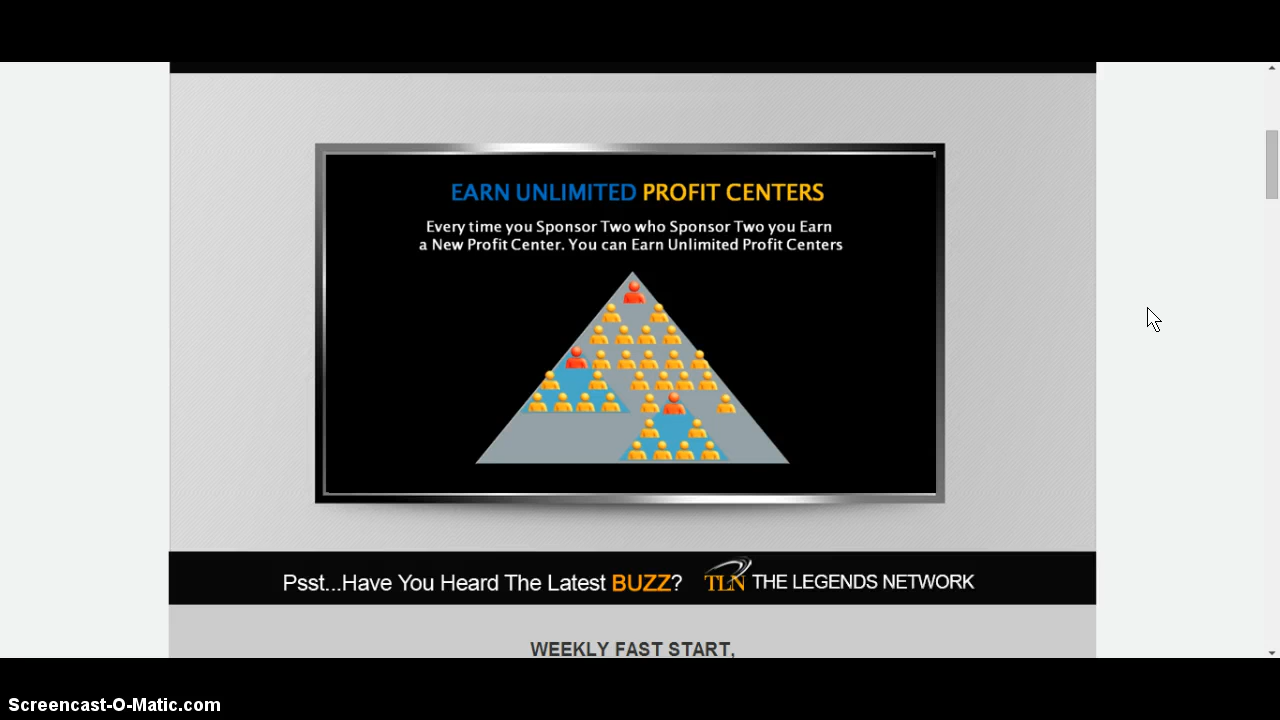 EARN UNLIMITED PROFIT CENTERS
Every time you Sponsor Two who Sponsor Two you Earn
a New Profit Center. You can Earn Unlimited Profit Centers
Psst...Have You Heard The Latest BUZZ? TLN THE LEGENDS NETWORK
WEEKLY FAST START,
Screencast-O-Matic.com